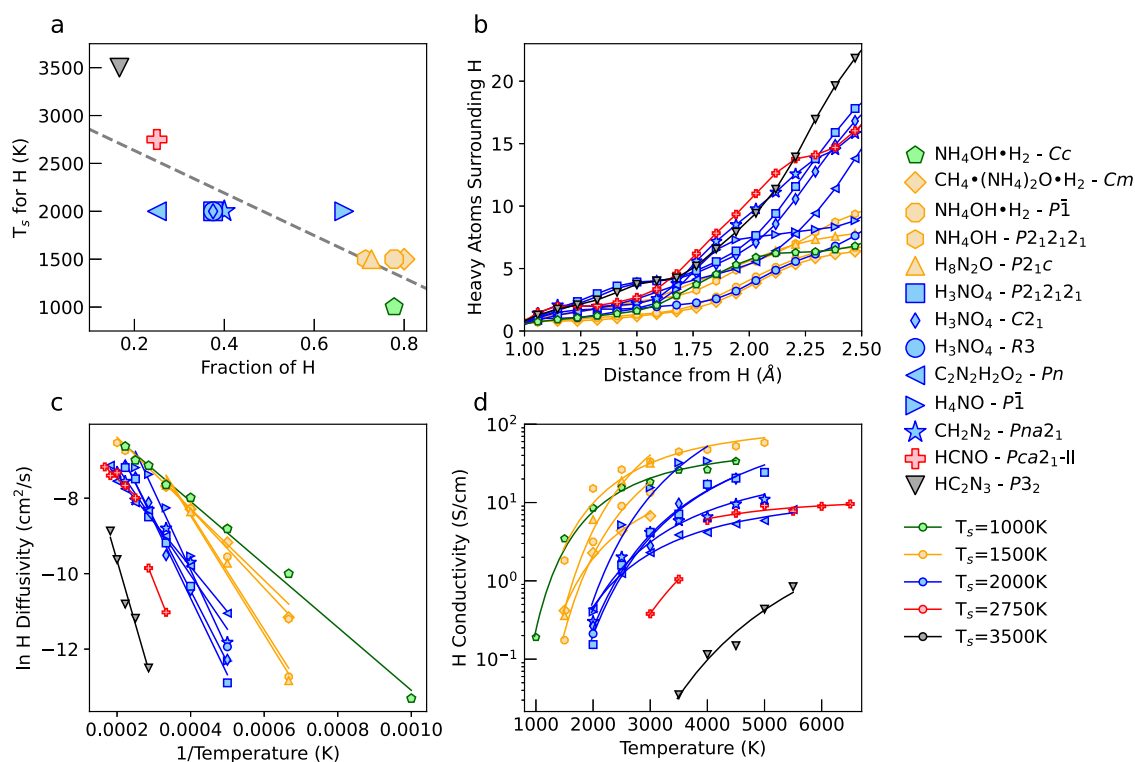 a
T_s for H (K)
3500
3000
2500
2000
1500
1000
0.2
0.4
0.6
0.8
Fraction of H
b
Heavy Atoms Surrounding H
20
15
10
5
0
1.00
1.25
1.50
1.75
2.00
2.25
2.50
Distance from H (Å)
c
ln H Diffusivity (cm²/s)
−8
−10
−12
0.0002
0.0004
0.0006
0.0008
0.0010
1/Temperature (K)
d
H Conductivity (S/cm)
10²
10¹
10⁰
10⁻¹
1000
2000
3000
4000
5000
6000
Temperature (K)
NH₄OH•H₂ - Cc
CH₄•(NH₄)₂O•H₂ - Cm
NH₄OH•H₂ - P1̄
NH₄OH - P2₁2₁2₁
H₈N₂O - P2₁c
H₃NO₄ - P2₁2₁2₁
H₃NO₄ - C2₁
H₃NO₄ - R3
C₂N₂H₂O₂ - Pn
H₄NO - P1̄
CH₂N₂ - Pna2₁
HCNO - Pca2₁-II
HC₂N₃ - P3₂
T_s=1000K
T_s=1500K
T_s=2000K
T_s=2750K
T_s=3500K